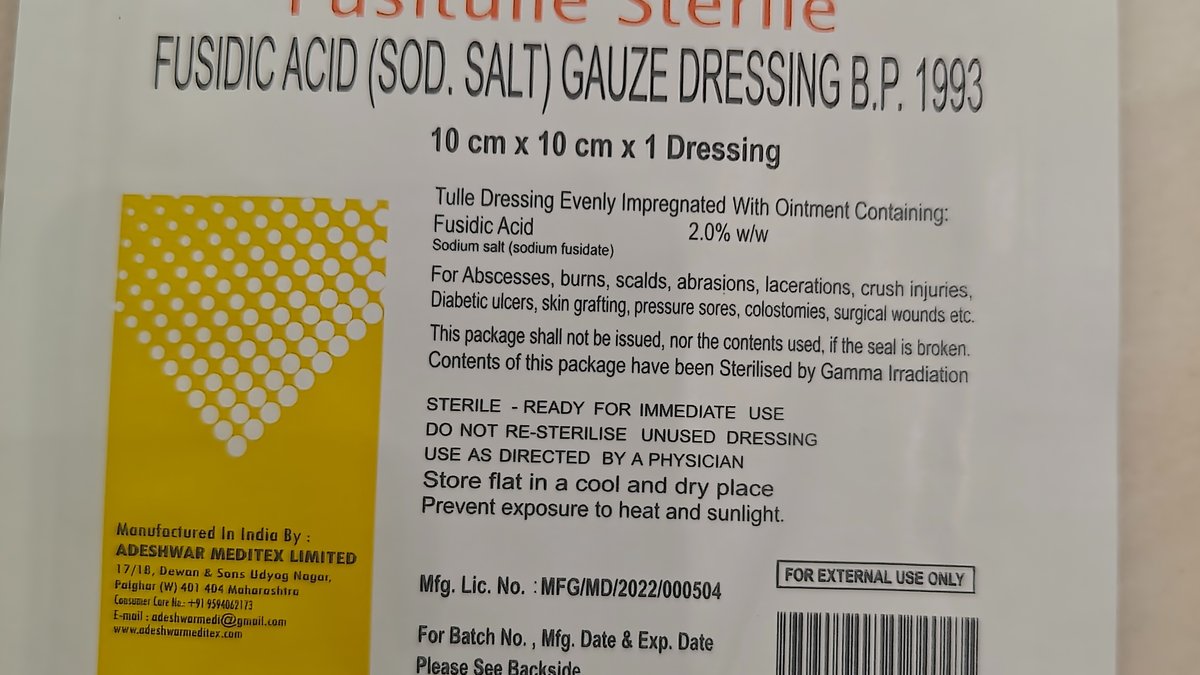 Fusitulle Sterile
FUSIDIC ACID (SOD. SALT) GAUZE DRESSING B.P. 1993
10 cm x 10 cm x 1 Dressing
Tulle Dressing Evenly Impregnated With Ointment Containing:
Fusidic Acid 2.0% w/w
Sodium salt (sodium fusidate)
For Abscesses, burns, scalds, abrasions, lacerations, crush injuries,
Diabetic ulcers, skin grafting, pressure sores, colostomies, surgical wounds etc.
This package shall not be issued, nor the contents used, if the seal is broken.
Contents of this package have been Sterilised by Gamma Irradiation
STERILE - READY FOR IMMEDIATE USE
DO NOT RE-STERILISE UNUSED DRESSING
USE AS DIRECTED BY A PHYSICIAN
Store flat in a cool and dry place
Prevent exposure to heat and sunlight.
Manufactured In India By :
ADESHWAR MEDITEX LIMITED
17/18, Dewan & Sons Udyog Nagar,
Palghar (W) 401 404 Maharashtra
Consumer Care No.: +91 9594062173
E-mail : adeshwarmedi@gmail.com
www.adeshwarmeditex.com
Mfg. Lic. No. : MFG/MD/2022/000504
FOR EXTERNAL USE ONLY
For Batch No. , Mfg. Date & Exp. Date
Please See Backside